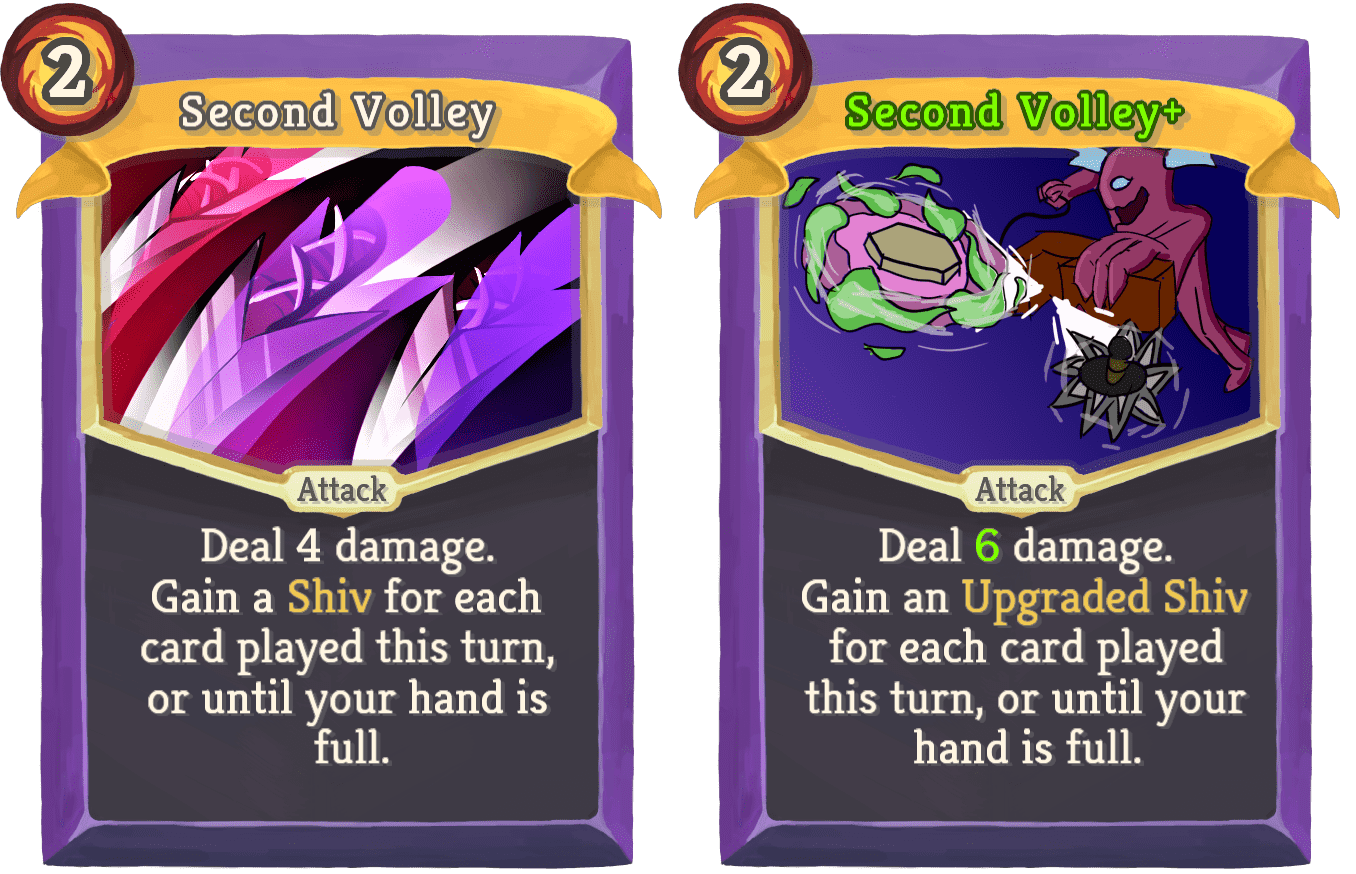 2
Second Volley
Attack
Deal 4 damage.
Gain a Shiv for each
card played this turn,
or until your hand is
full.
2
Second Volley+
Attack
Deal 6 damage.
Gain an Upgraded Shiv
for each card played
this turn, or until your
hand is full.